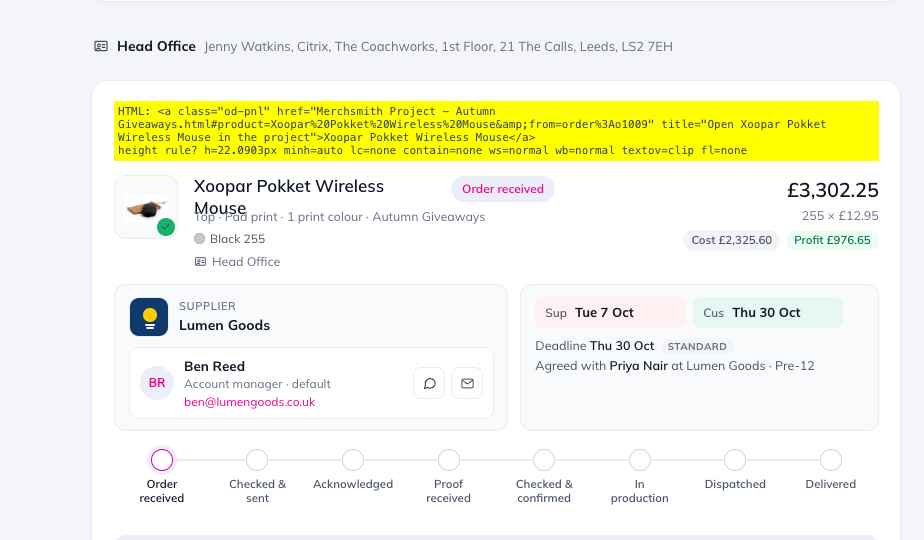 Head Office Jenny Watkins, Citrix, The Coachworks, 1st Floor, 21 The Calls, Leeds, LS2 7EH
HTML: <a class="od-pnl" href="Merchsmith Project — Autumn
Giveaways.html#product=Xoopar%20Pokket%20Wireless%20Mouse&amp;from=order%3Ao1009" title="Open Xoopar Pokket
Wireless Mouse in the project">Xoopar Pokket Wireless Mouse</a>
height rule? h=22.0903px minh=auto lc=none contain=none ws=normal wb=normal textov=clip fl=none
Xoopar Pokket Wireless
Mouse
Order received
£3,302.25
Top · Pad print · 1 print colour · Autumn Giveaways
255 × £12.95
Black 255
Cost £2,325.60
Profit £976.65
Head Office
SUPPLIER
Lumen Goods
BR
Ben Reed
Account manager · default
ben@lumengoods.co.uk
Sup Tue 7 Oct
Cus Thu 30 Oct
Deadline Thu 30 Oct STANDARD
Agreed with Priya Nair at Lumen Goods · Pre-12
Order
received
Checked &
sent
Acknowledged
Proof
received
Checked &
confirmed
In
production
Dispatched
Delivered